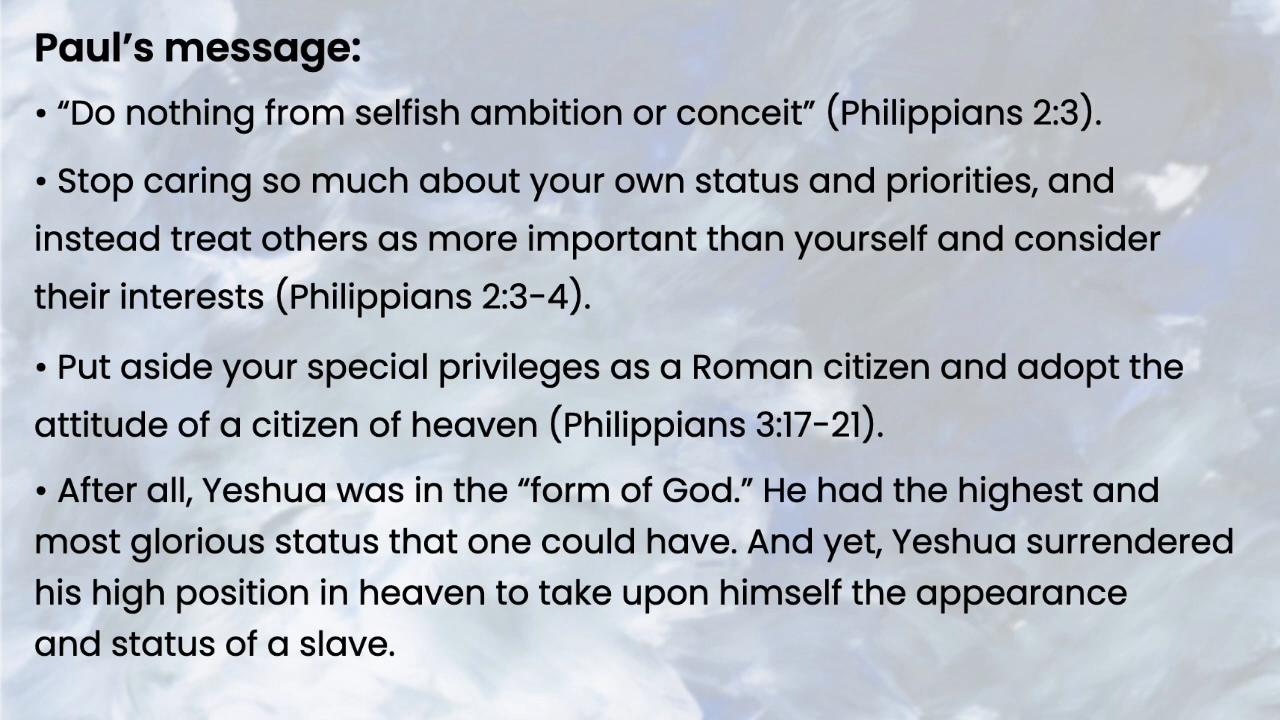 Paul’s message:
• “Do nothing from selfish ambition or conceit” (Philippians 2:3).
• Stop caring so much about your own status and priorities, and
instead treat others as more important than yourself and consider
their interests (Philippians 2:3-4).
• Put aside your special privileges as a Roman citizen and adopt the
attitude of a citizen of heaven (Philippians 3:17-21).
• After all, Yeshua was in the “form of God.” He had the highest and
most glorious status that one could have. And yet, Yeshua surrendered
his high position in heaven to take upon himself the appearance
and status of a slave.